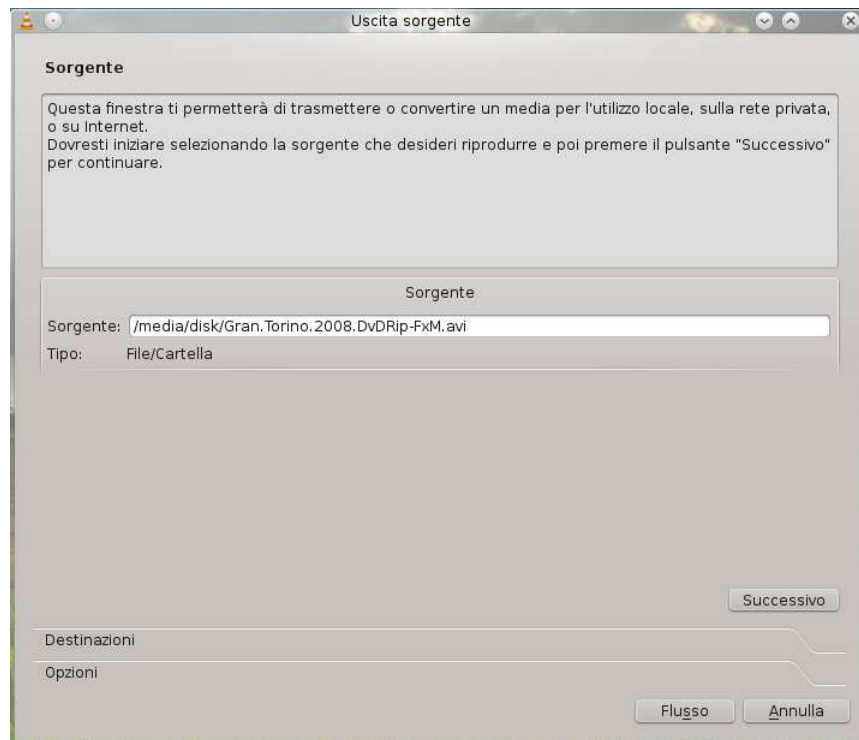 Uscita sorgente
Sorgente
Questa finestra ti permetterà di trasmettere o convertire un media per l'utilizzo locale, sulla rete privata,
o su Internet.
Dovresti iniziare selezionando la sorgente che desideri riprodurre e poi premere il pulsante "Successivo"
per continuare.
Sorgente
Sorgente: /media/disk/Gran.Torino.2008.DvDRip-FxM.avi
Tipo: File/Cartella
Successivo
Destinazioni
Opzioni
Flusso Annulla